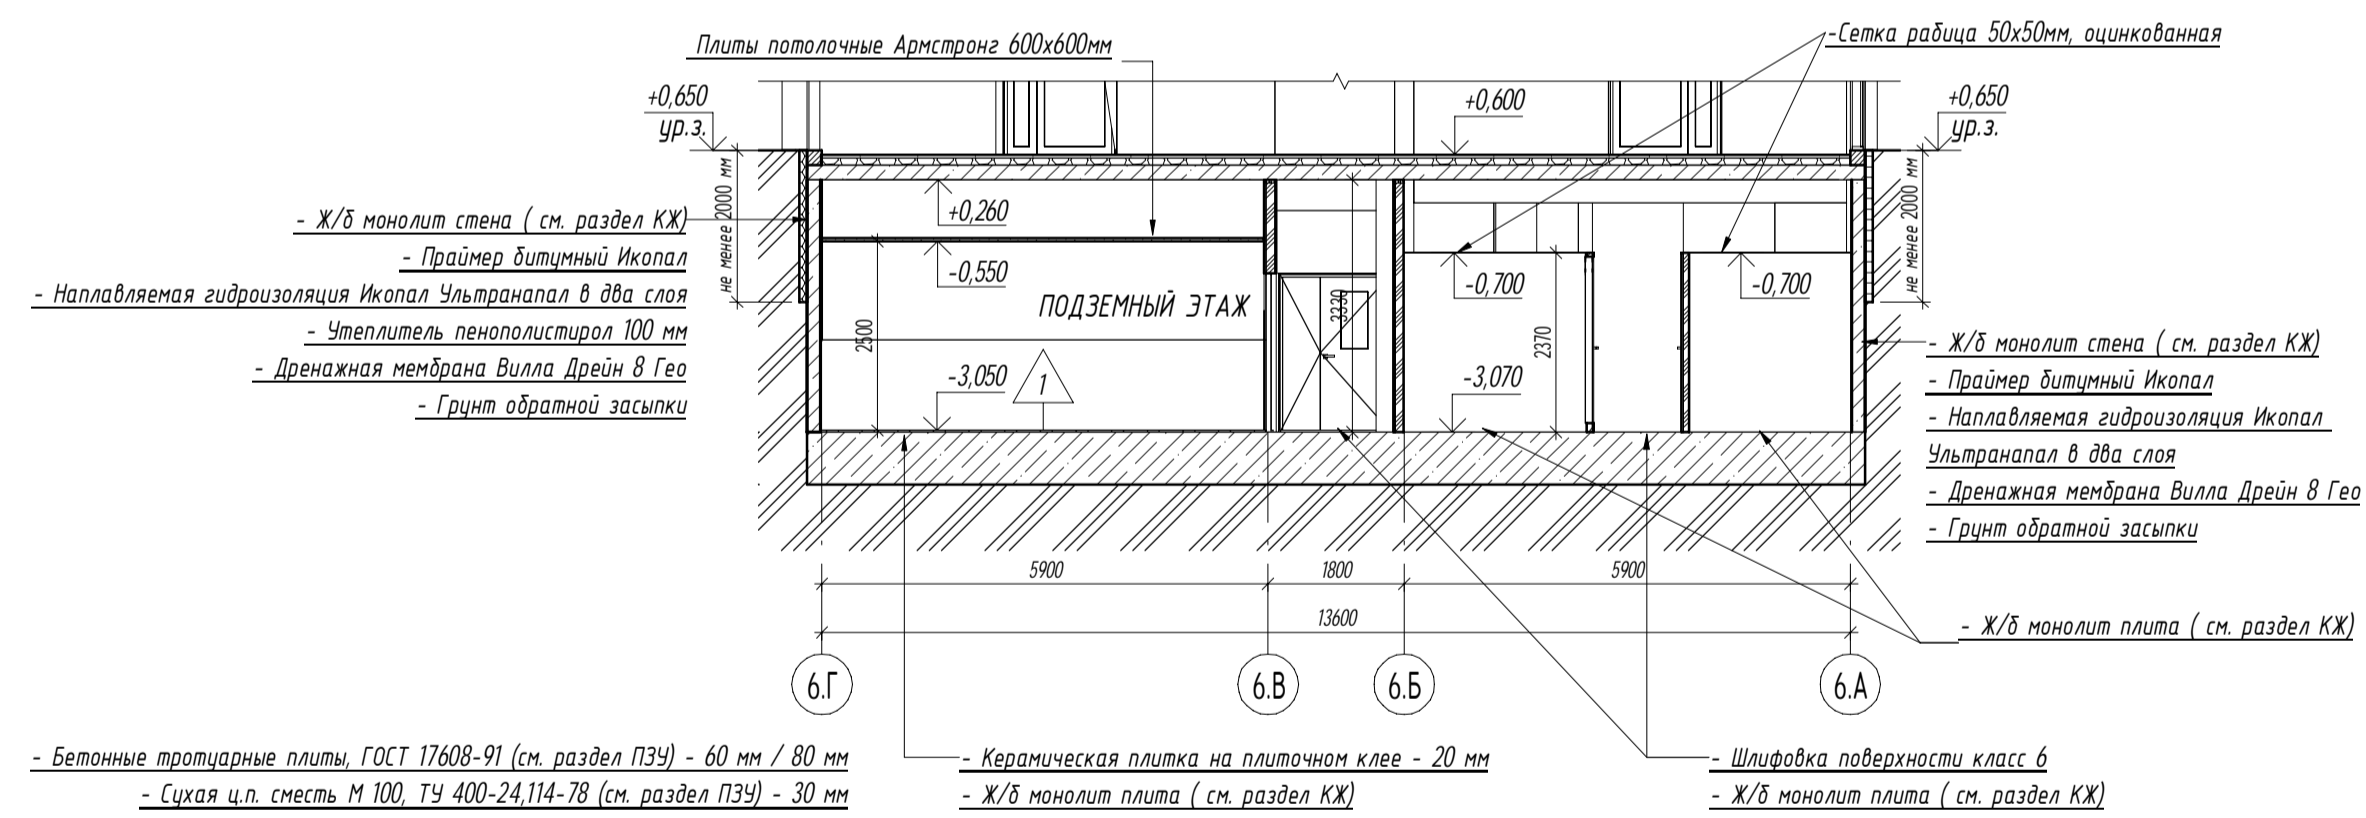 Плиты потолочные Армстронг 600х600мм
-Сетка рабица 50х50мм, оцинкованная
+0,650
ур.з.
+0,600
+0,650
ур.з.
не менее 2000 мм
не менее 2000 мм
- Ж/б монолит стена ( см. раздел КЖ)
- Праймер битумный Икопал
- Наплавляемая гидроизоляция Икопал Ультранапал в два слоя
- Утеплитель пенополистирол 100 мм
- Дренажная мембрана Вилла Дрейн 8 Гео
- Грунт обратной засыпки
+0,260
-0,550
-0,700
-0,700
ПОДЗЕМНЫЙ ЭТАЖ
2500
3330
2370
-3,050
1
-3,070
- Ж/б монолит стена ( см. раздел КЖ)
- Праймер битумный Икопал
- Наплавляемая гидроизоляция Икопал
Ультранапал в два слоя
- Дренажная мембрана Вилла Дрейн 8 Гео
- Грунт обратной засыпки
5900
1800
5900
13600
- Ж/б монолит плита ( см. раздел КЖ)
6.Г
6.В
6.Б
6.А
- Бетонные тротуарные плиты, ГОСТ 17608-91 (см. раздел ПЗУ) - 60 мм / 80 мм
- Сухая ц.п. сместь М 100, ТУ 400-24,114-78 (см. раздел ПЗУ) - 30 мм
- Керамическая плитка на плиточном клее - 20 мм
- Ж/б монолит плита ( см. раздел КЖ)
- Шлифовка поверхности класс 6
- Ж/б монолит плита ( см. раздел КЖ)